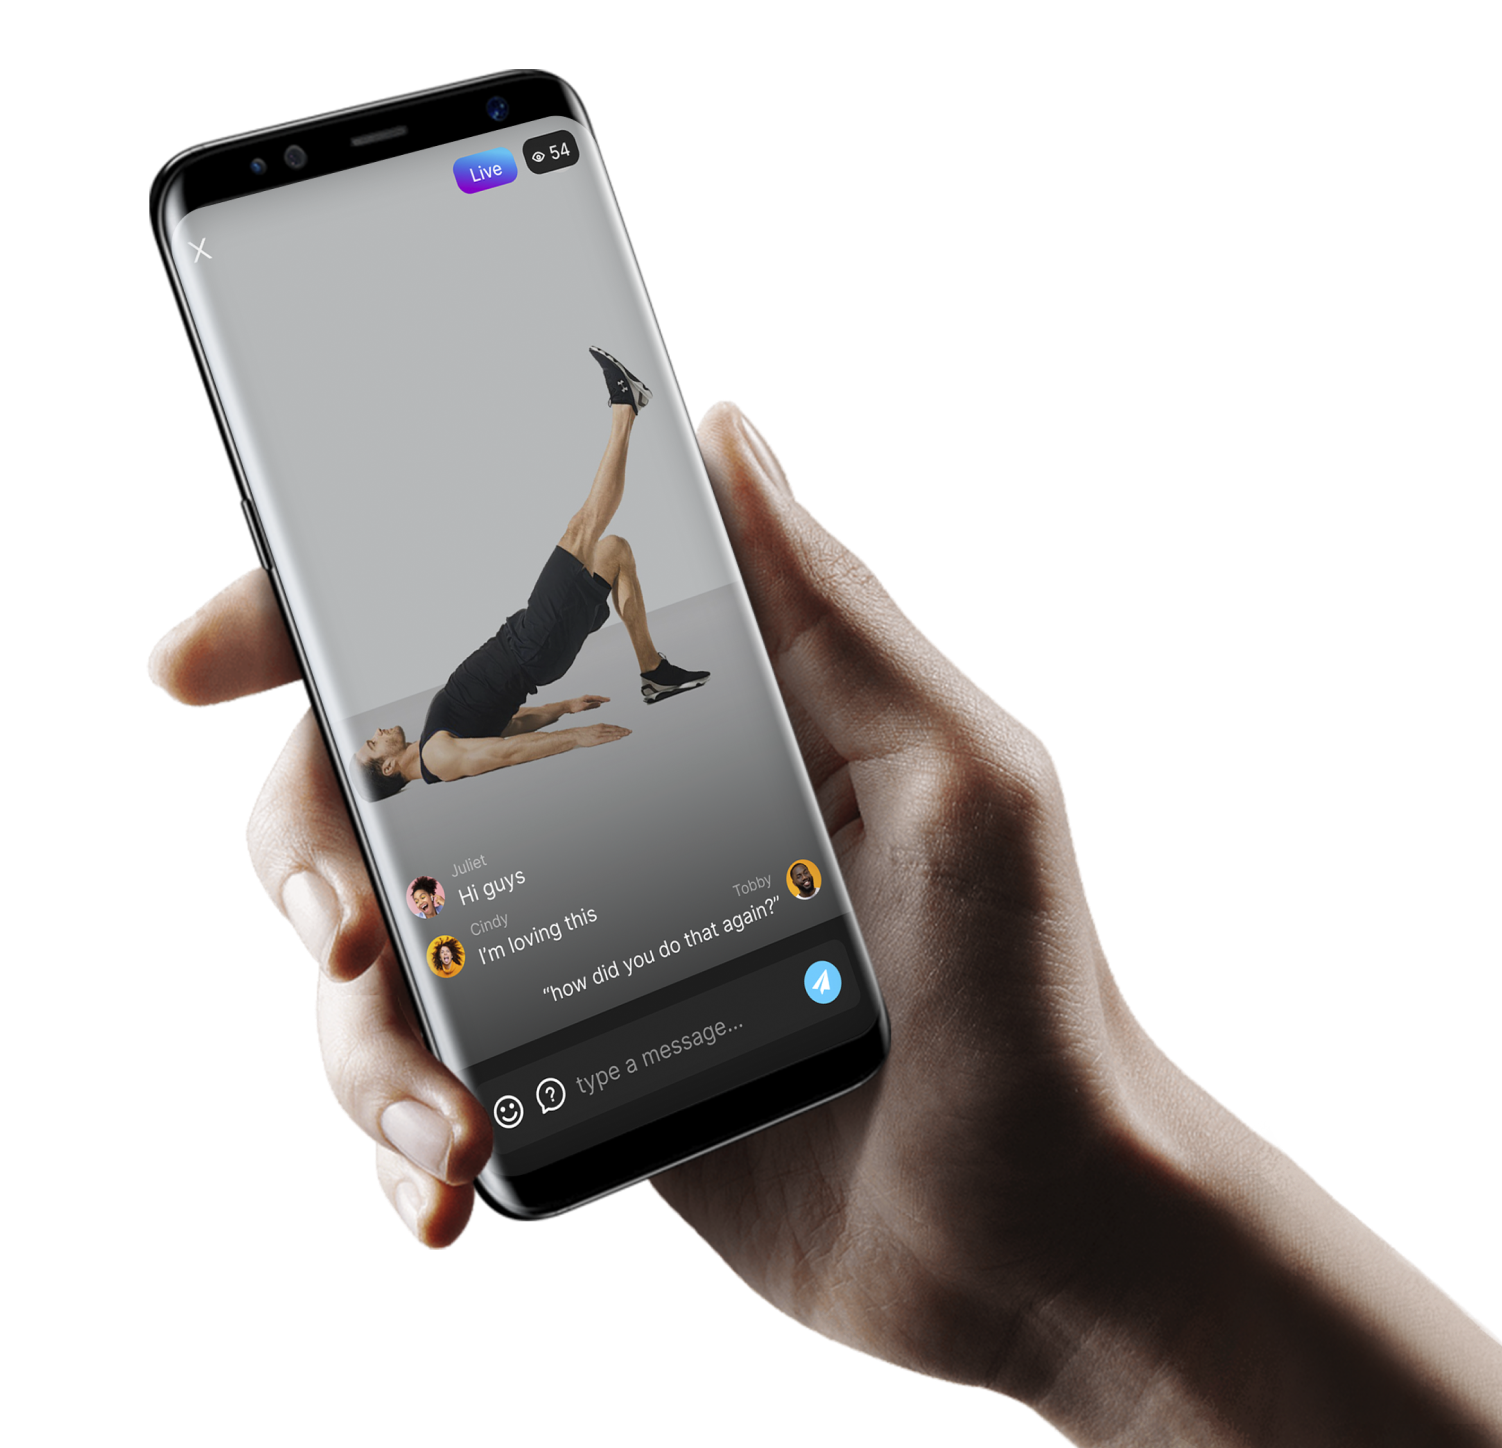 Live
54
Juliet
Hi guys
Cindy
I'm loving this
Tobby
“how did you do that again?”
type a message...